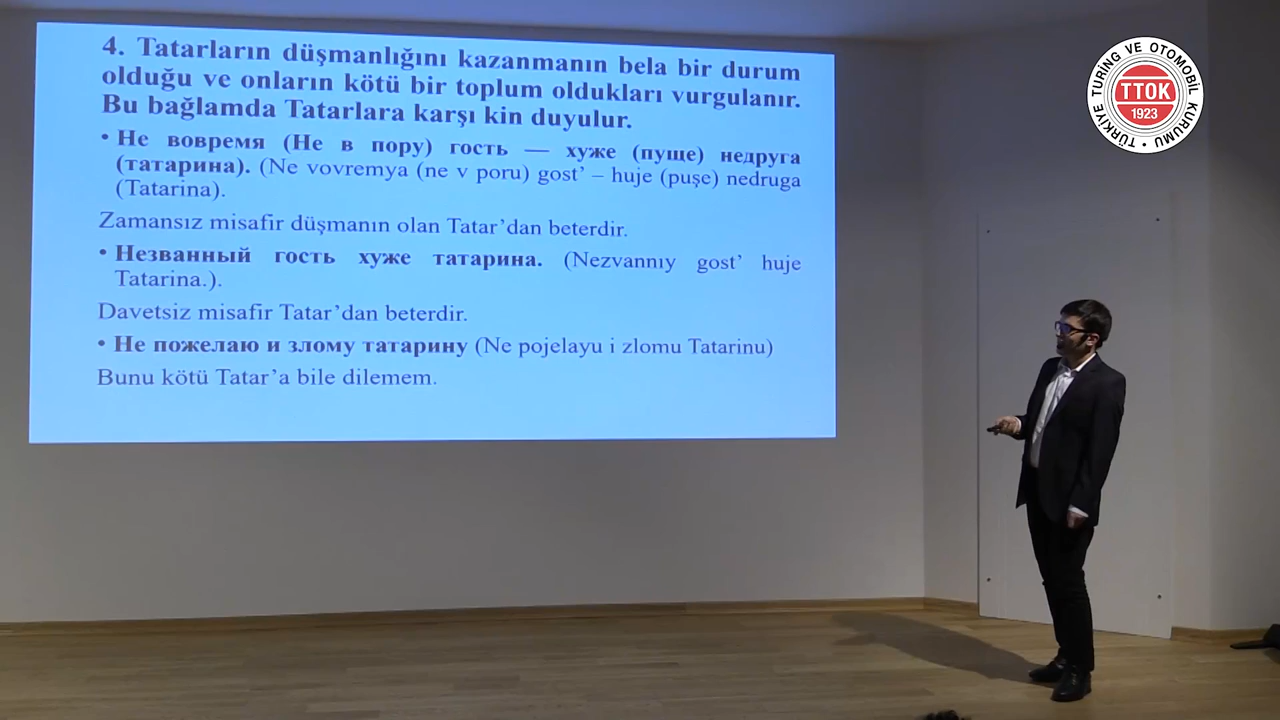 4. Tatarların düşmanlığını kazanmanın bela bir durum
olduğu ve onların kötü bir toplum oldukları vurgulanır.
Bu bağlamda Tatarlara karşı kin duyulur.
• Не вовремя (Не в пору) гость — хуже (пуще) недруга
(татарина). (Ne vovremya (ne v poru) gost’ – huje (puşe) nedruga
(Tatarina).
Zamansız misafir düşmanın olan Tatar’dan beterdir.
• Незванный гость хуже татарина. (Nezvannıy gost’ huje
Tatarina.).
Davetsiz misafir Tatar’dan beterdir.
• Не пожелаю и злому татарину (Ne pojelayu i zlomu Tatarinu)
Bunu kötü Tatar’a bile dilemem.
TÜRKİYE TURİNG VE OTOMOBİL KURUMU •
TTOK
1923